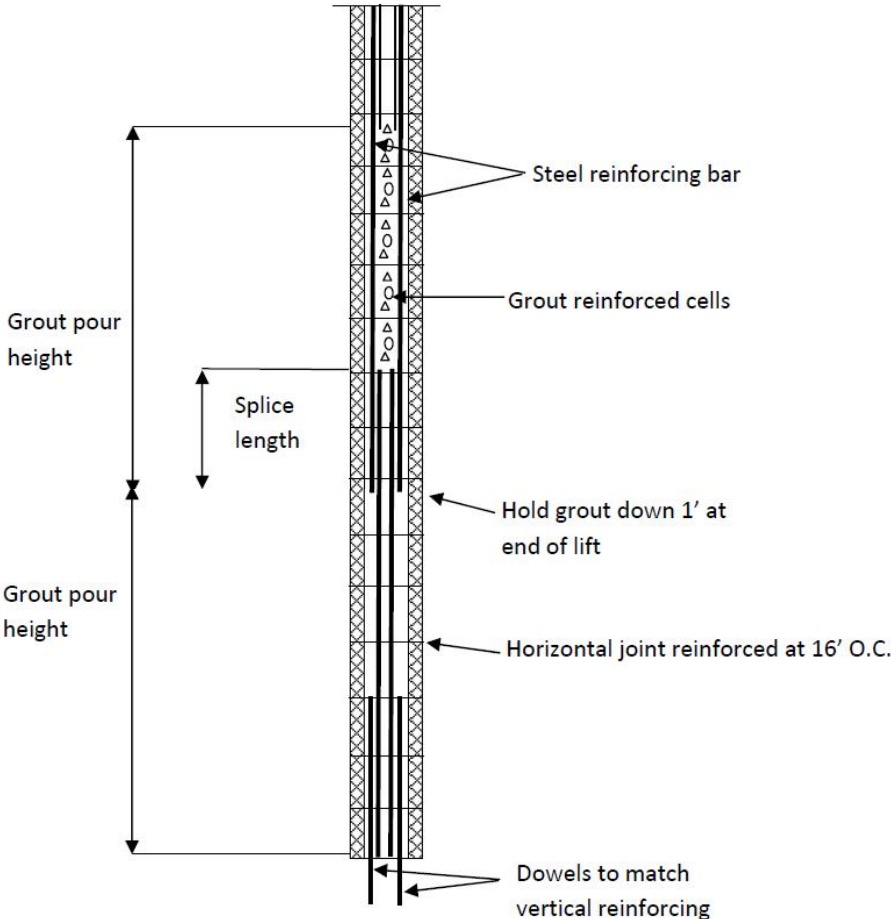 Steel reinforcing bar
Grout reinforced cells
Grout pour
height
Splice
length
Hold grout down 1’ at
end of lift
Grout pour
height
Horizontal joint reinforced at 16’ O.C.
Dowels to match
vertical reinforcing